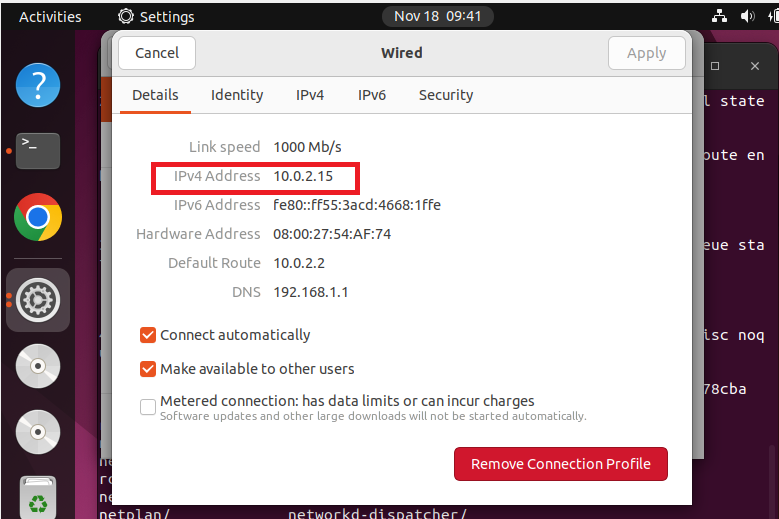 Activities
Settings
Nov 18 09:41
Cancel
Wired
Apply
Details
Identity
IPv4
IPv6
Security
Link speed 1000 Mb/s
IPv4 Address 10.0.2.15
IPv6 Address fe80::ff55:3acd:4668:1ffe
Hardware Address 08:00:27:54:AF:74
Default Route 10.0.2.2
DNS 192.168.1.1
Connect automatically
Make available to other users
Metered connection: has data limits or can incur charges
Software updates and other large downloads will not be started automatically.
Remove Connection Profile
l state
oute en
eue sta
isc noq
78cba
netplan/ networkd-dispatcher/